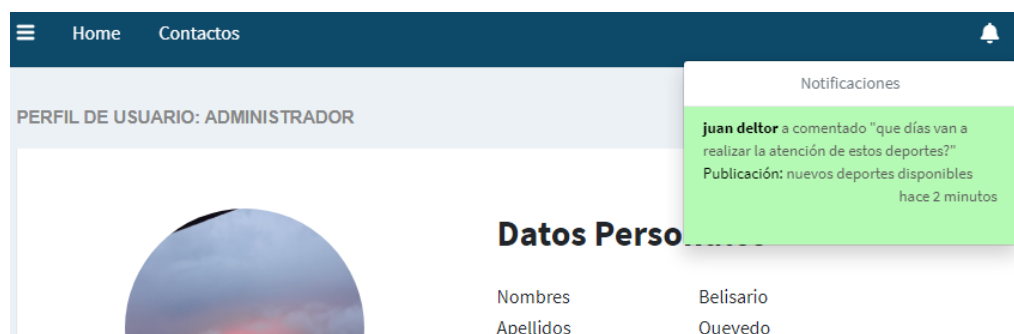 Home Contactos
Notificaciones
PERFIL DE USUARIO: ADMINISTRADOR
juan deltor a comentado "que días van a
realizar la atención de estos deportes?"
Publicación: nuevos deportes disponibles
hace 2 minutos
Datos Perso
Nombres Belisario
Apellidos Quevedo